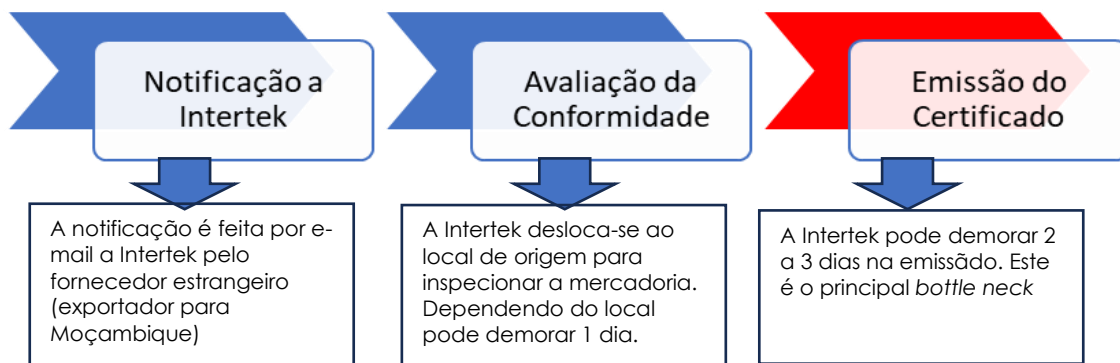 Notificação a
Intertek
Avaliação da
Conformidade
Emissão do
Certificado
A notificação é feita por e-
mail a Intertek pelo
fornecedor estrangeiro
(exportador para
Moçambique)
A Intertek desloca-se ao
local de origem para
inspecionar a mercadoria.
Dependendo do local
pode demorar 1 dia.
A Intertek pode demorar 2
a 3 dias na emissãdo. Este
é o principal bottle neck